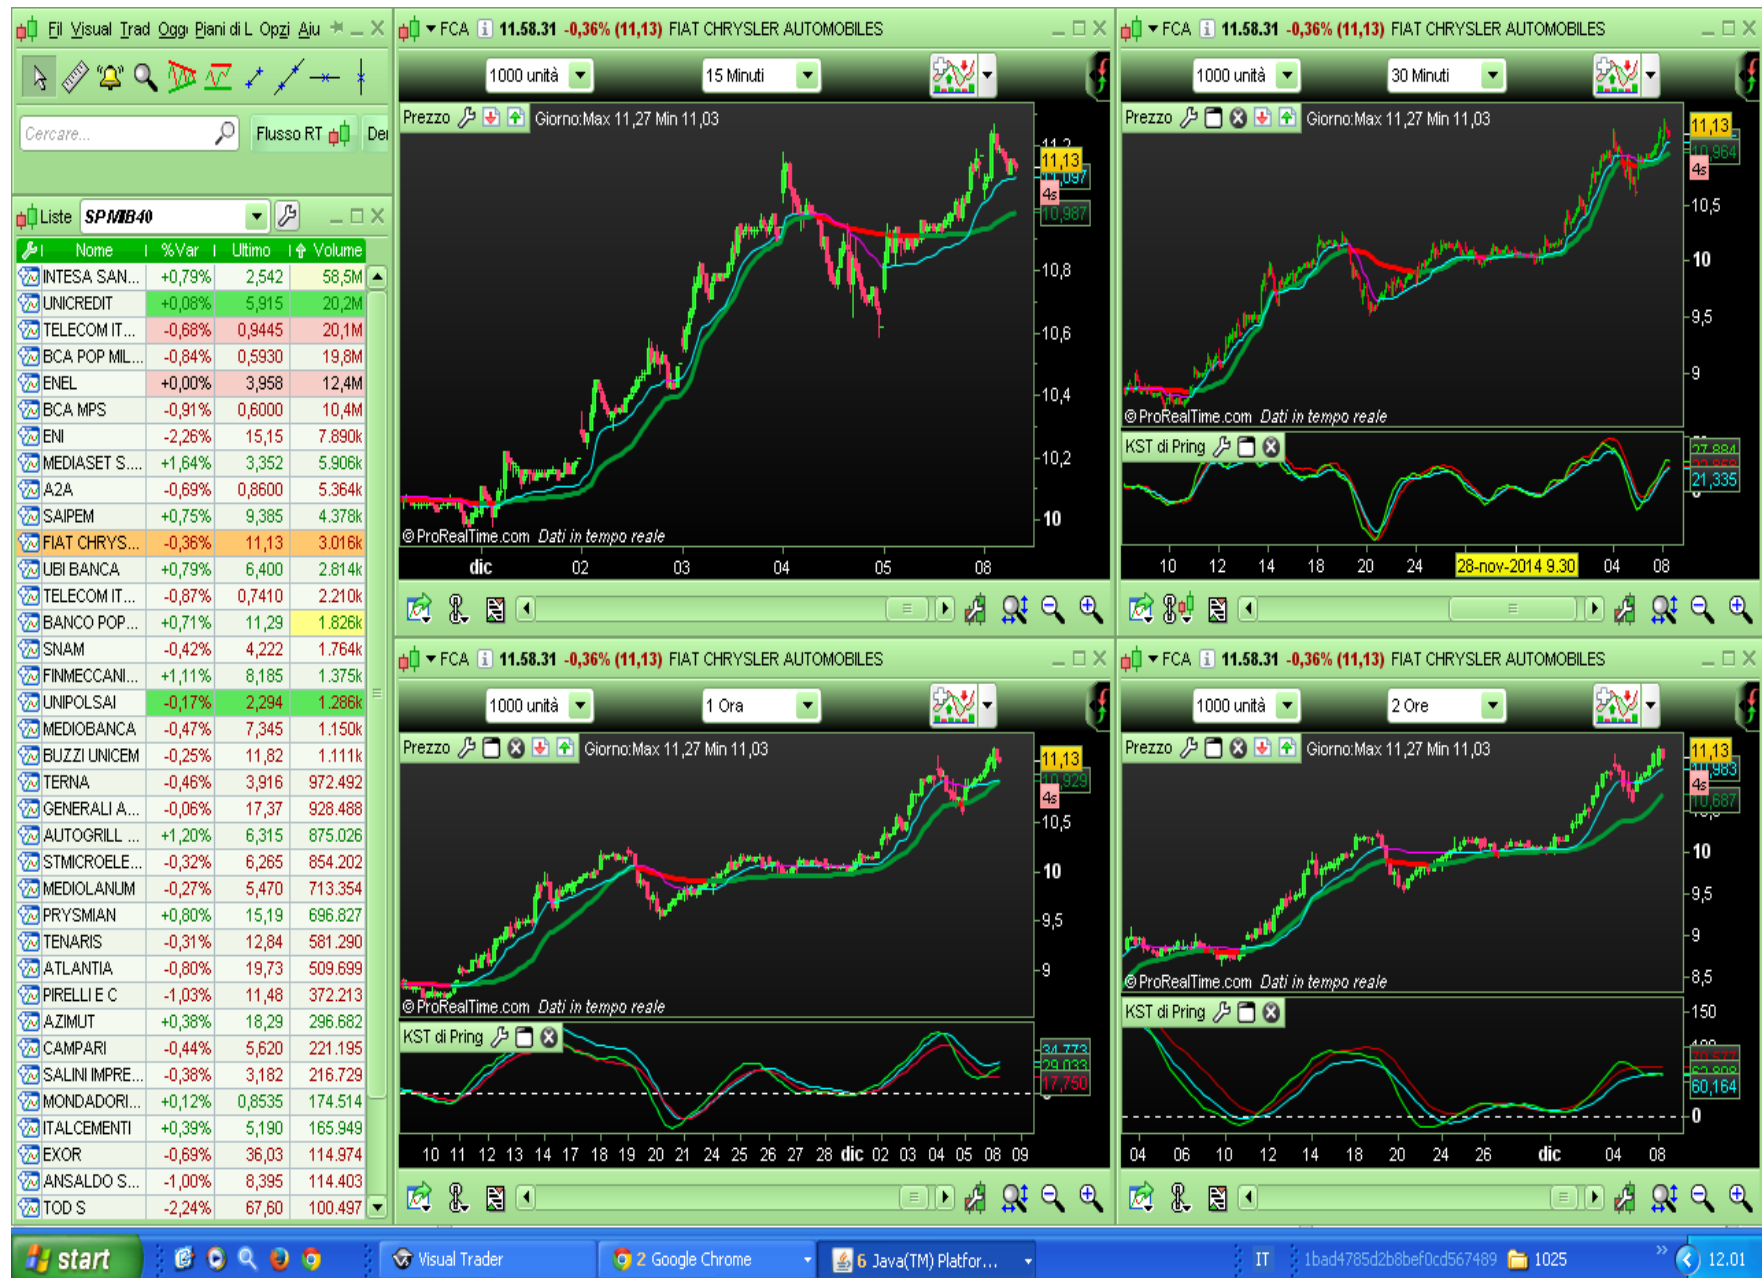 Fil Visual Trad Oggi Piani di L Opzi Aiu
Cercare...
Flusso RT
Liste SPMIB40
Nome %Var Ultimo Volume
INTESA SAN... +0,79% 2,542 58,5M
UNICREDIT +0,08% 5,915 20,2M
TELECOM IT... -0,68% 0,9445 20,1M
BCA POP MIL... -0,84% 0,5930 19,8M
ENEL +0,00% 3,958 12,4M
BCA MPS -0,91% 0,6000 10,4M
ENI -2,26% 15,15 7.890k
MEDIASET S.... +1,64% 3,352 5.906k
A2A -0,69% 0,8600 5.364k
SAIPEM +0,75% 9,385 4.378k
FIAT CHRYS... -0,36% 11,13 3.016k
UBI BANCA +0,79% 6,400 2.814k
TELECOM IT... -0,87% 0,7410 2.210k
BANCO POP... +0,71% 11,29 1.826k
SNAM -0,42% 4,222 1.764k
FINMECCANI... +1,11% 8,185 1.375k
UNIPOLSAI -0,17% 2,294 1.286k
MEDIOBANCA -0,47% 7,345 1.150k
BUZZI UNICEM -0,25% 11,82 1.111k
TERNA -0,46% 3,916 972.492
GENERALI A... -0,06% 17,37 928.488
AUTOGRILL ... +1,20% 6,315 875.026
STMICROELE... -0,32% 6,265 854.202
MEDIOLANUM -0,27% 5,470 713.354
PRYSMIAN +0,80% 15,19 696.827
TENARIS -0,31% 12,84 581.290
ATLANTIA -0,80% 19,73 509.699
PIRELLI E C -1,03% 11,48 372.213
AZIMUT +0,38% 18,29 296.682
CAMPARI -0,44% 5,620 221.195
SALINI IMPRE... -0,38% 3,182 216.729
MONDADORI... +0,12% 0,8535 174.514
ITALCEMENTI +0,39% 5,190 165.949
EXOR -0,69% 36,03 114.974
ANSALDO S... -1,00% 8,395 114.403
TOD S -2,24% 67,60 100.497
FCA 11.58.31 -0,36% (11,13) FIAT CHRYSLER AUTOMOBILES
1000 unità 15 Minuti
Prezzo Giorno:Max 11,27 Min 11,03
11,2
11,13
11,097
4s
10,987
10,8
10,6
10,4
10,2
10
© ProRealTime.com Dati in tempo reale
dic 02 03 04 05 08
FCA 11.58.31 -0,36% (11,13) FIAT CHRYSLER AUTOMOBILES
1000 unità 30 Minuti
Prezzo Giorno:Max 11,27 Min 11,03
11,13
10,964
4s
10,5
10
9,5
9
© ProRealTime.com Dati in tempo reale
KST di Pring
27,884
21,335
10 12 14 18 20 24 28-nov-2014 9.30 04 08
FCA 11.58.31 -0,36% (11,13) FIAT CHRYSLER AUTOMOBILES
1000 unità 1 Ora
Prezzo Giorno:Max 11,27 Min 11,03
11,13
10,929
4s
10,5
10
9,5
9
© ProRealTime.com Dati in tempo reale
KST di Pring
34,773
29,033
17,750
10 11 12 13 14 17 18 19 20 21 24 25 26 27 28 dic 02 03 04 05 08 09
FCA 11.58.31 -0,36% (11,13) FIAT CHRYSLER AUTOMOBILES
1000 unità 2 Ore
Prezzo Giorno:Max 11,27 Min 11,03
11,13
10,983
4s
10,687
10
9,5
9
8,5
© ProRealTime.com Dati in tempo reale
KST di Pring
150
60,164
0
04 06 10 12 14 18 20 24 26 dic 04 08
start Visual Trader 2 Google Chrome 6 Java(TM) Platfor... IT 1bad4785d2b8bef0cd567489 1025 12.01